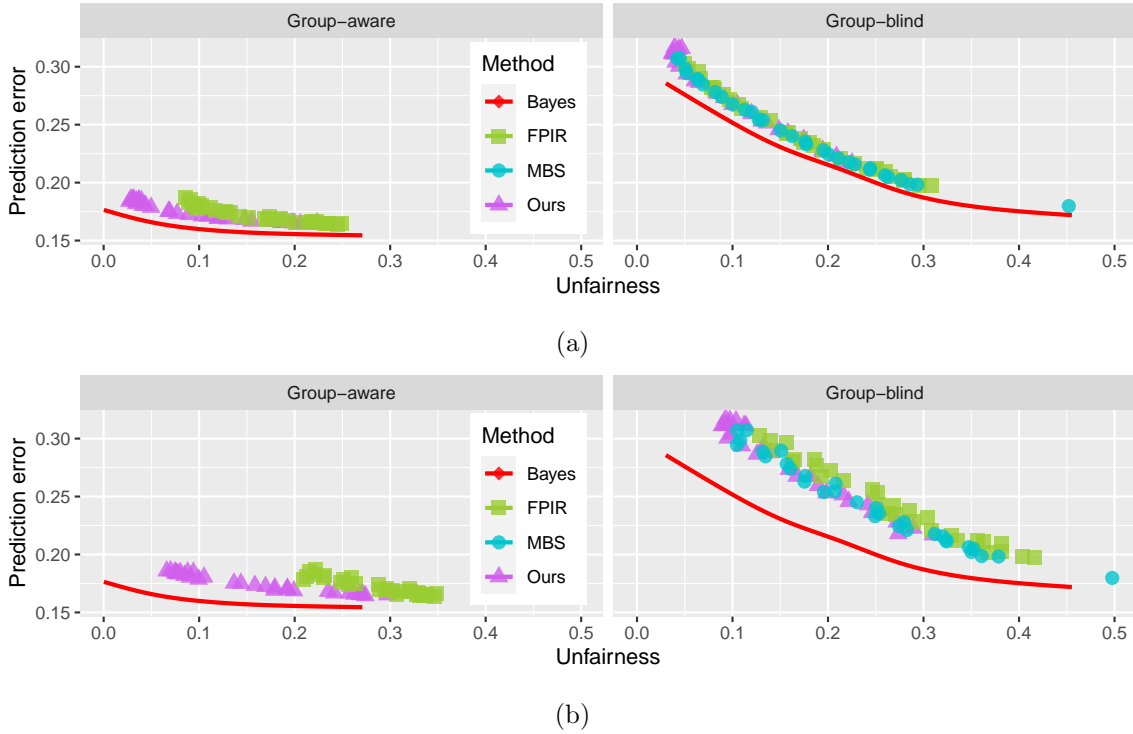 Group−aware
Group−blind
Prediction error
0.30
0.25
0.20
0.15
Method
Bayes
FPIR
MBS
Ours
0.0 0.1 0.2 0.3 0.4 0.5 0.0 0.1 0.2 0.3 0.4 0.5
Unfairness
(a)
Group−aware
Group−blind
Prediction error
0.30
0.25
0.20
0.15
Method
Bayes
FPIR
MBS
Ours
0.0 0.1 0.2 0.3 0.4 0.5 0.0 0.1 0.2 0.3 0.4 0.5
Unfairness
(b)